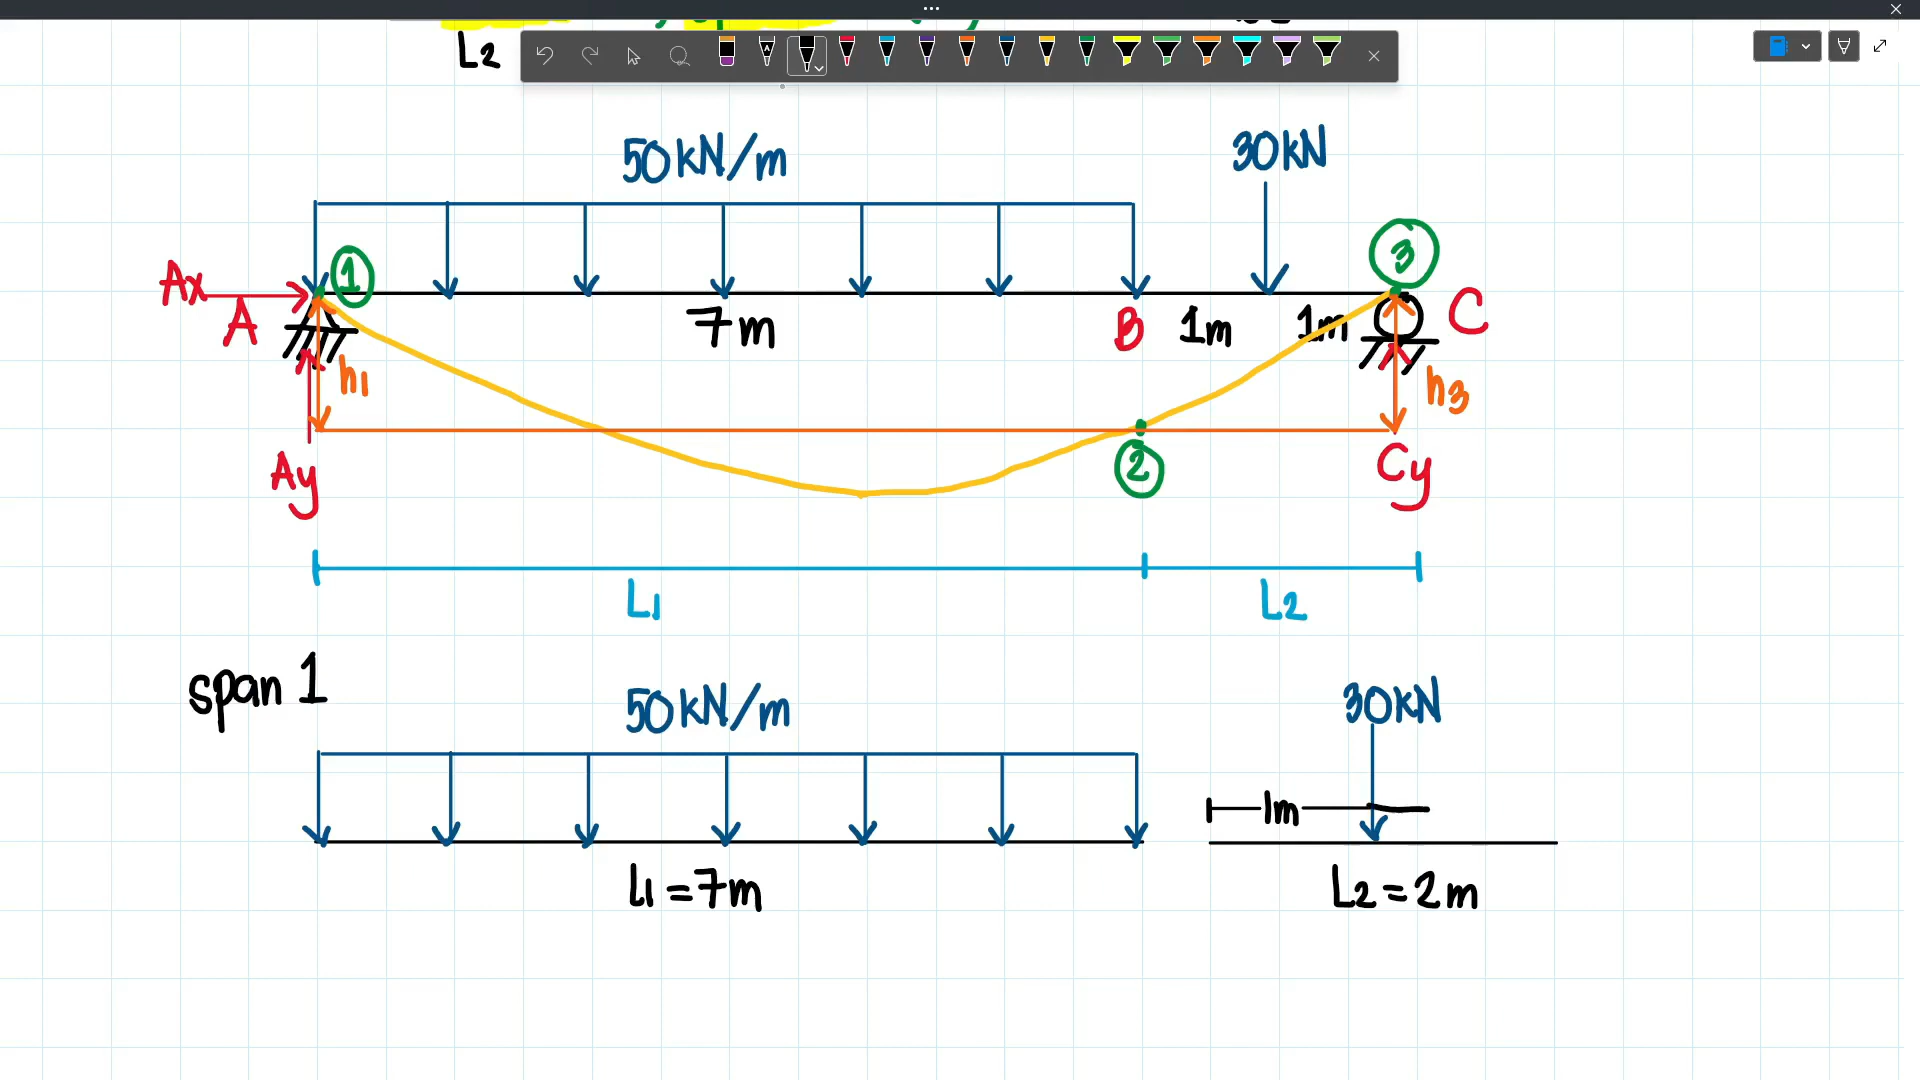 L2
50kN/m
30kN
1
3
Ax
A
7m
B
1m
1m
C
h1
h3
2
Ay
Cy
L1
L2
span 1
50kN/m
30kN
1m
L1=7m
L2=2m